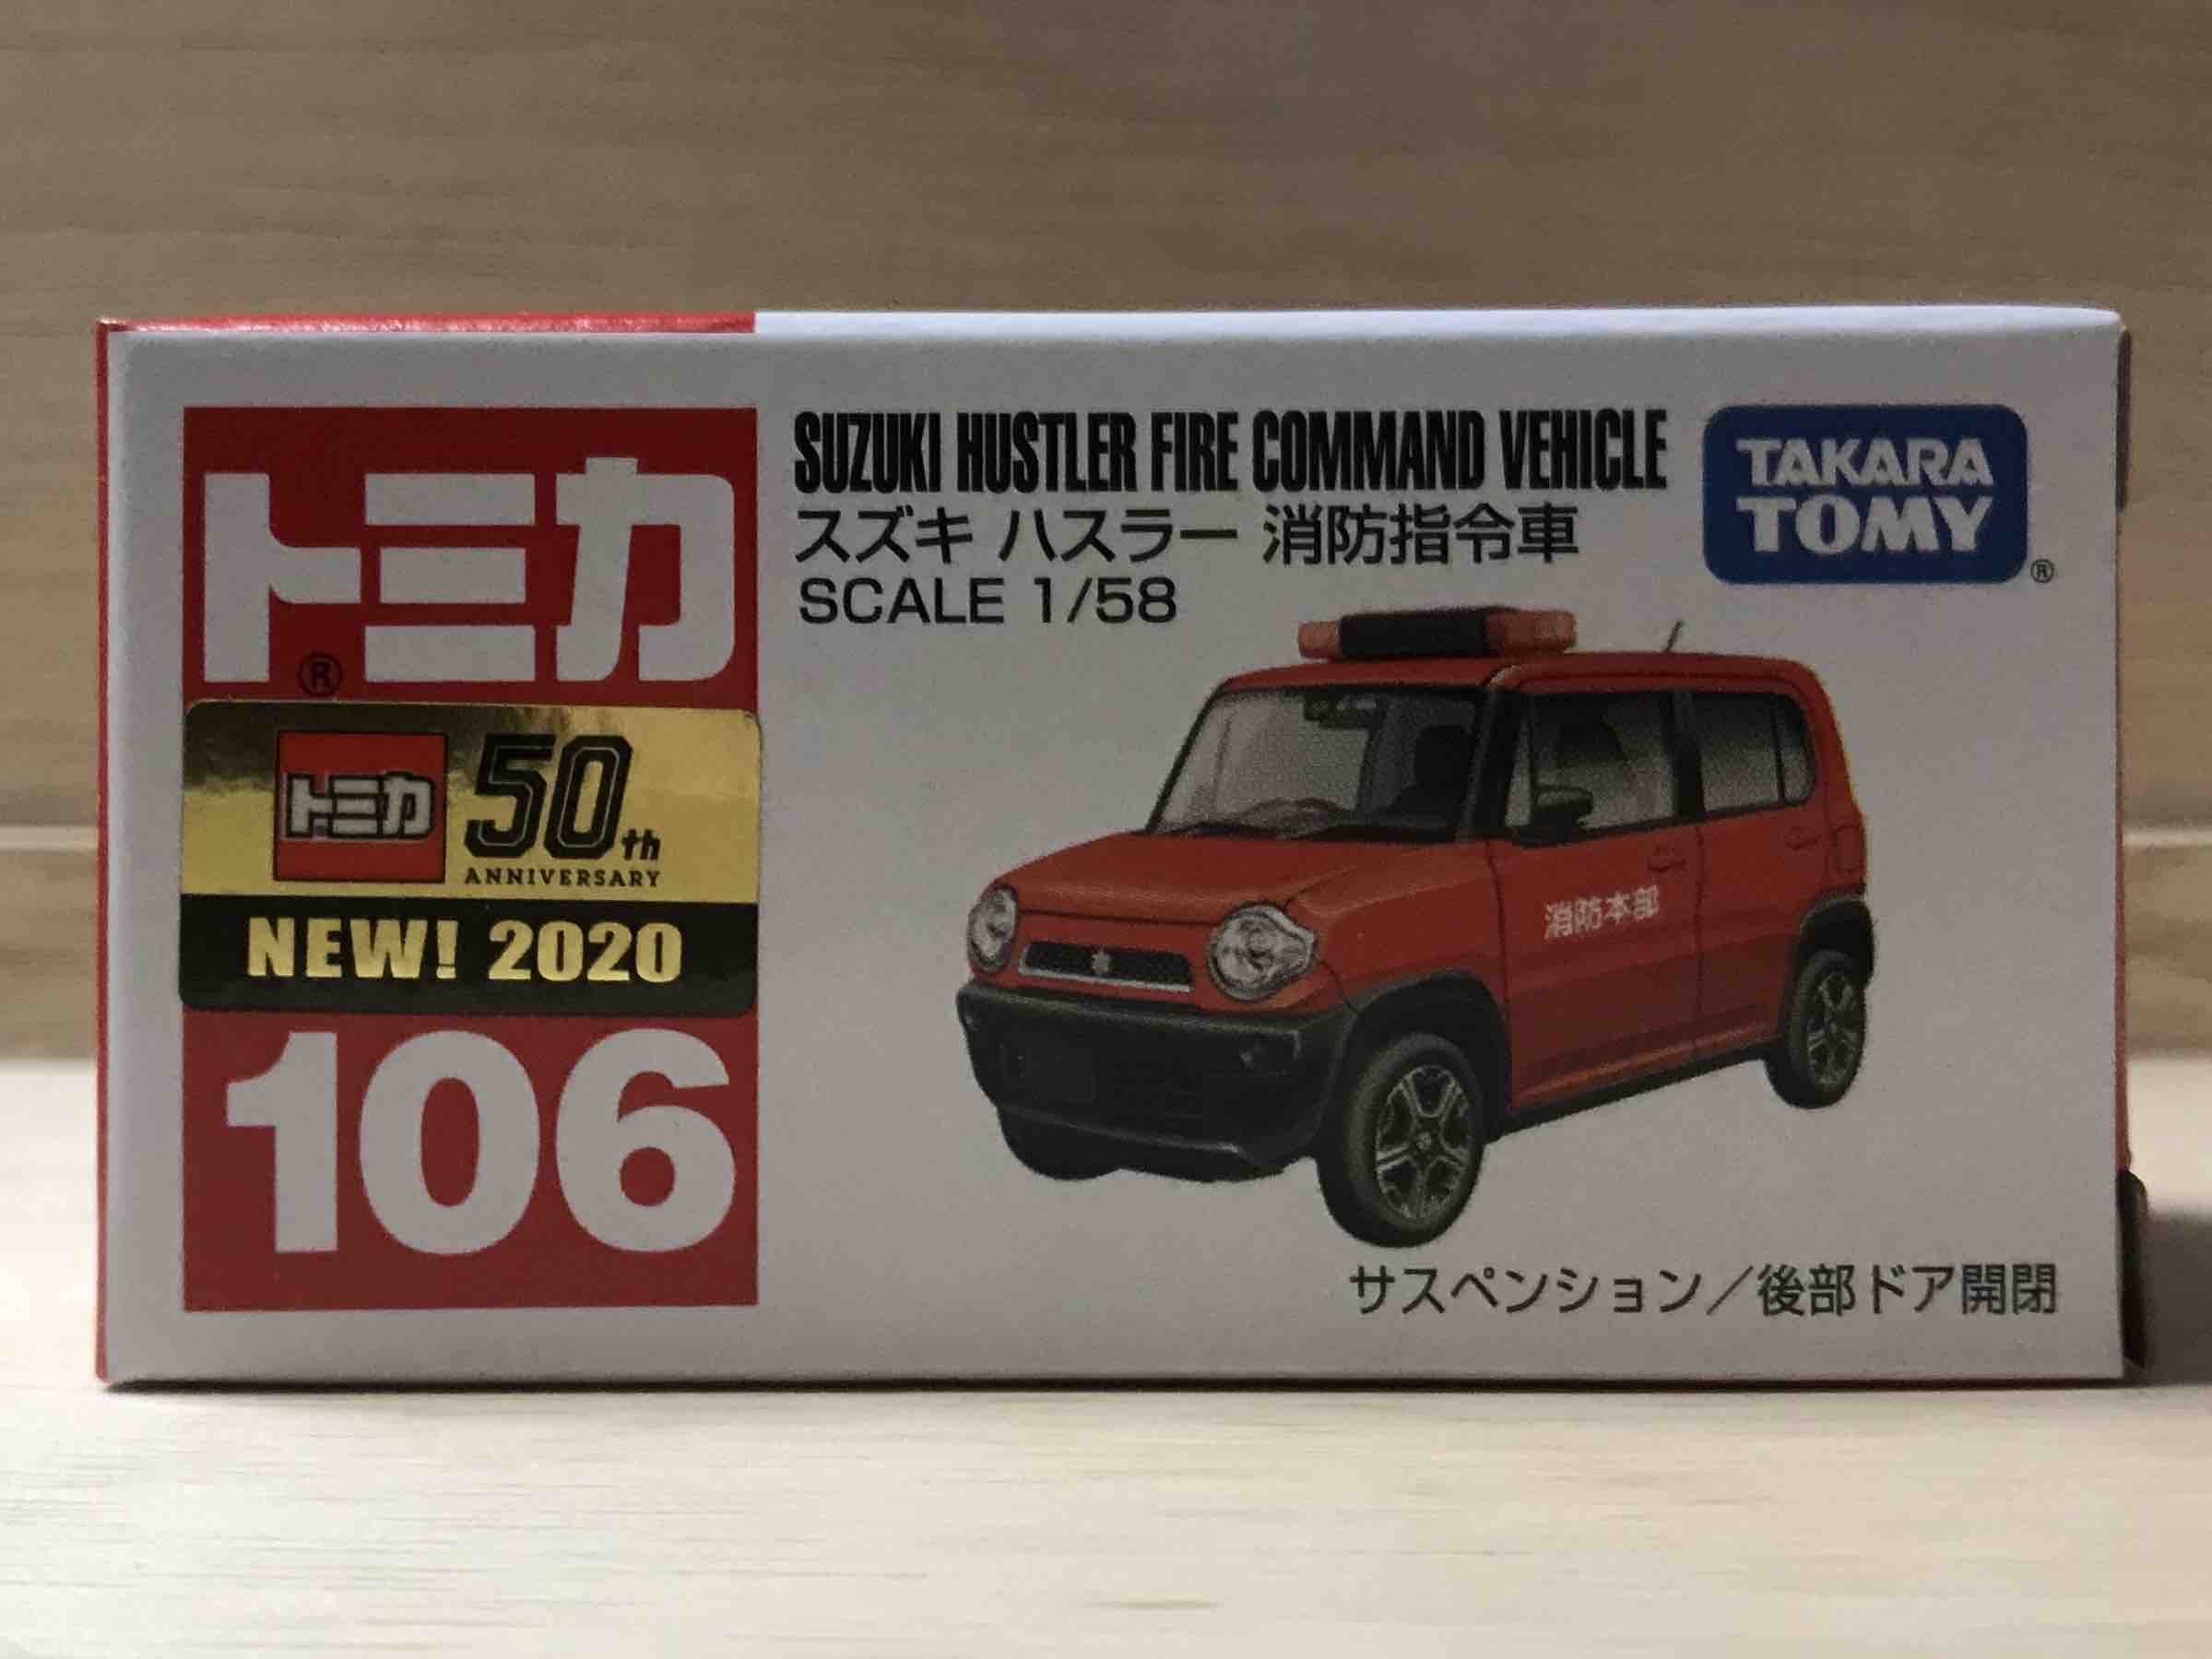 トミカ
®
トミカ 50th
ANNIVERSARY
NEW! 2020
106
SUZUKI HUSTLER FIRE COMMAND VEHICLE
スズキ ハスラー 消防指令車
SCALE 1/58
TAKARA
TOMY
®
消防本部
サスペンション/後部ドア開閉